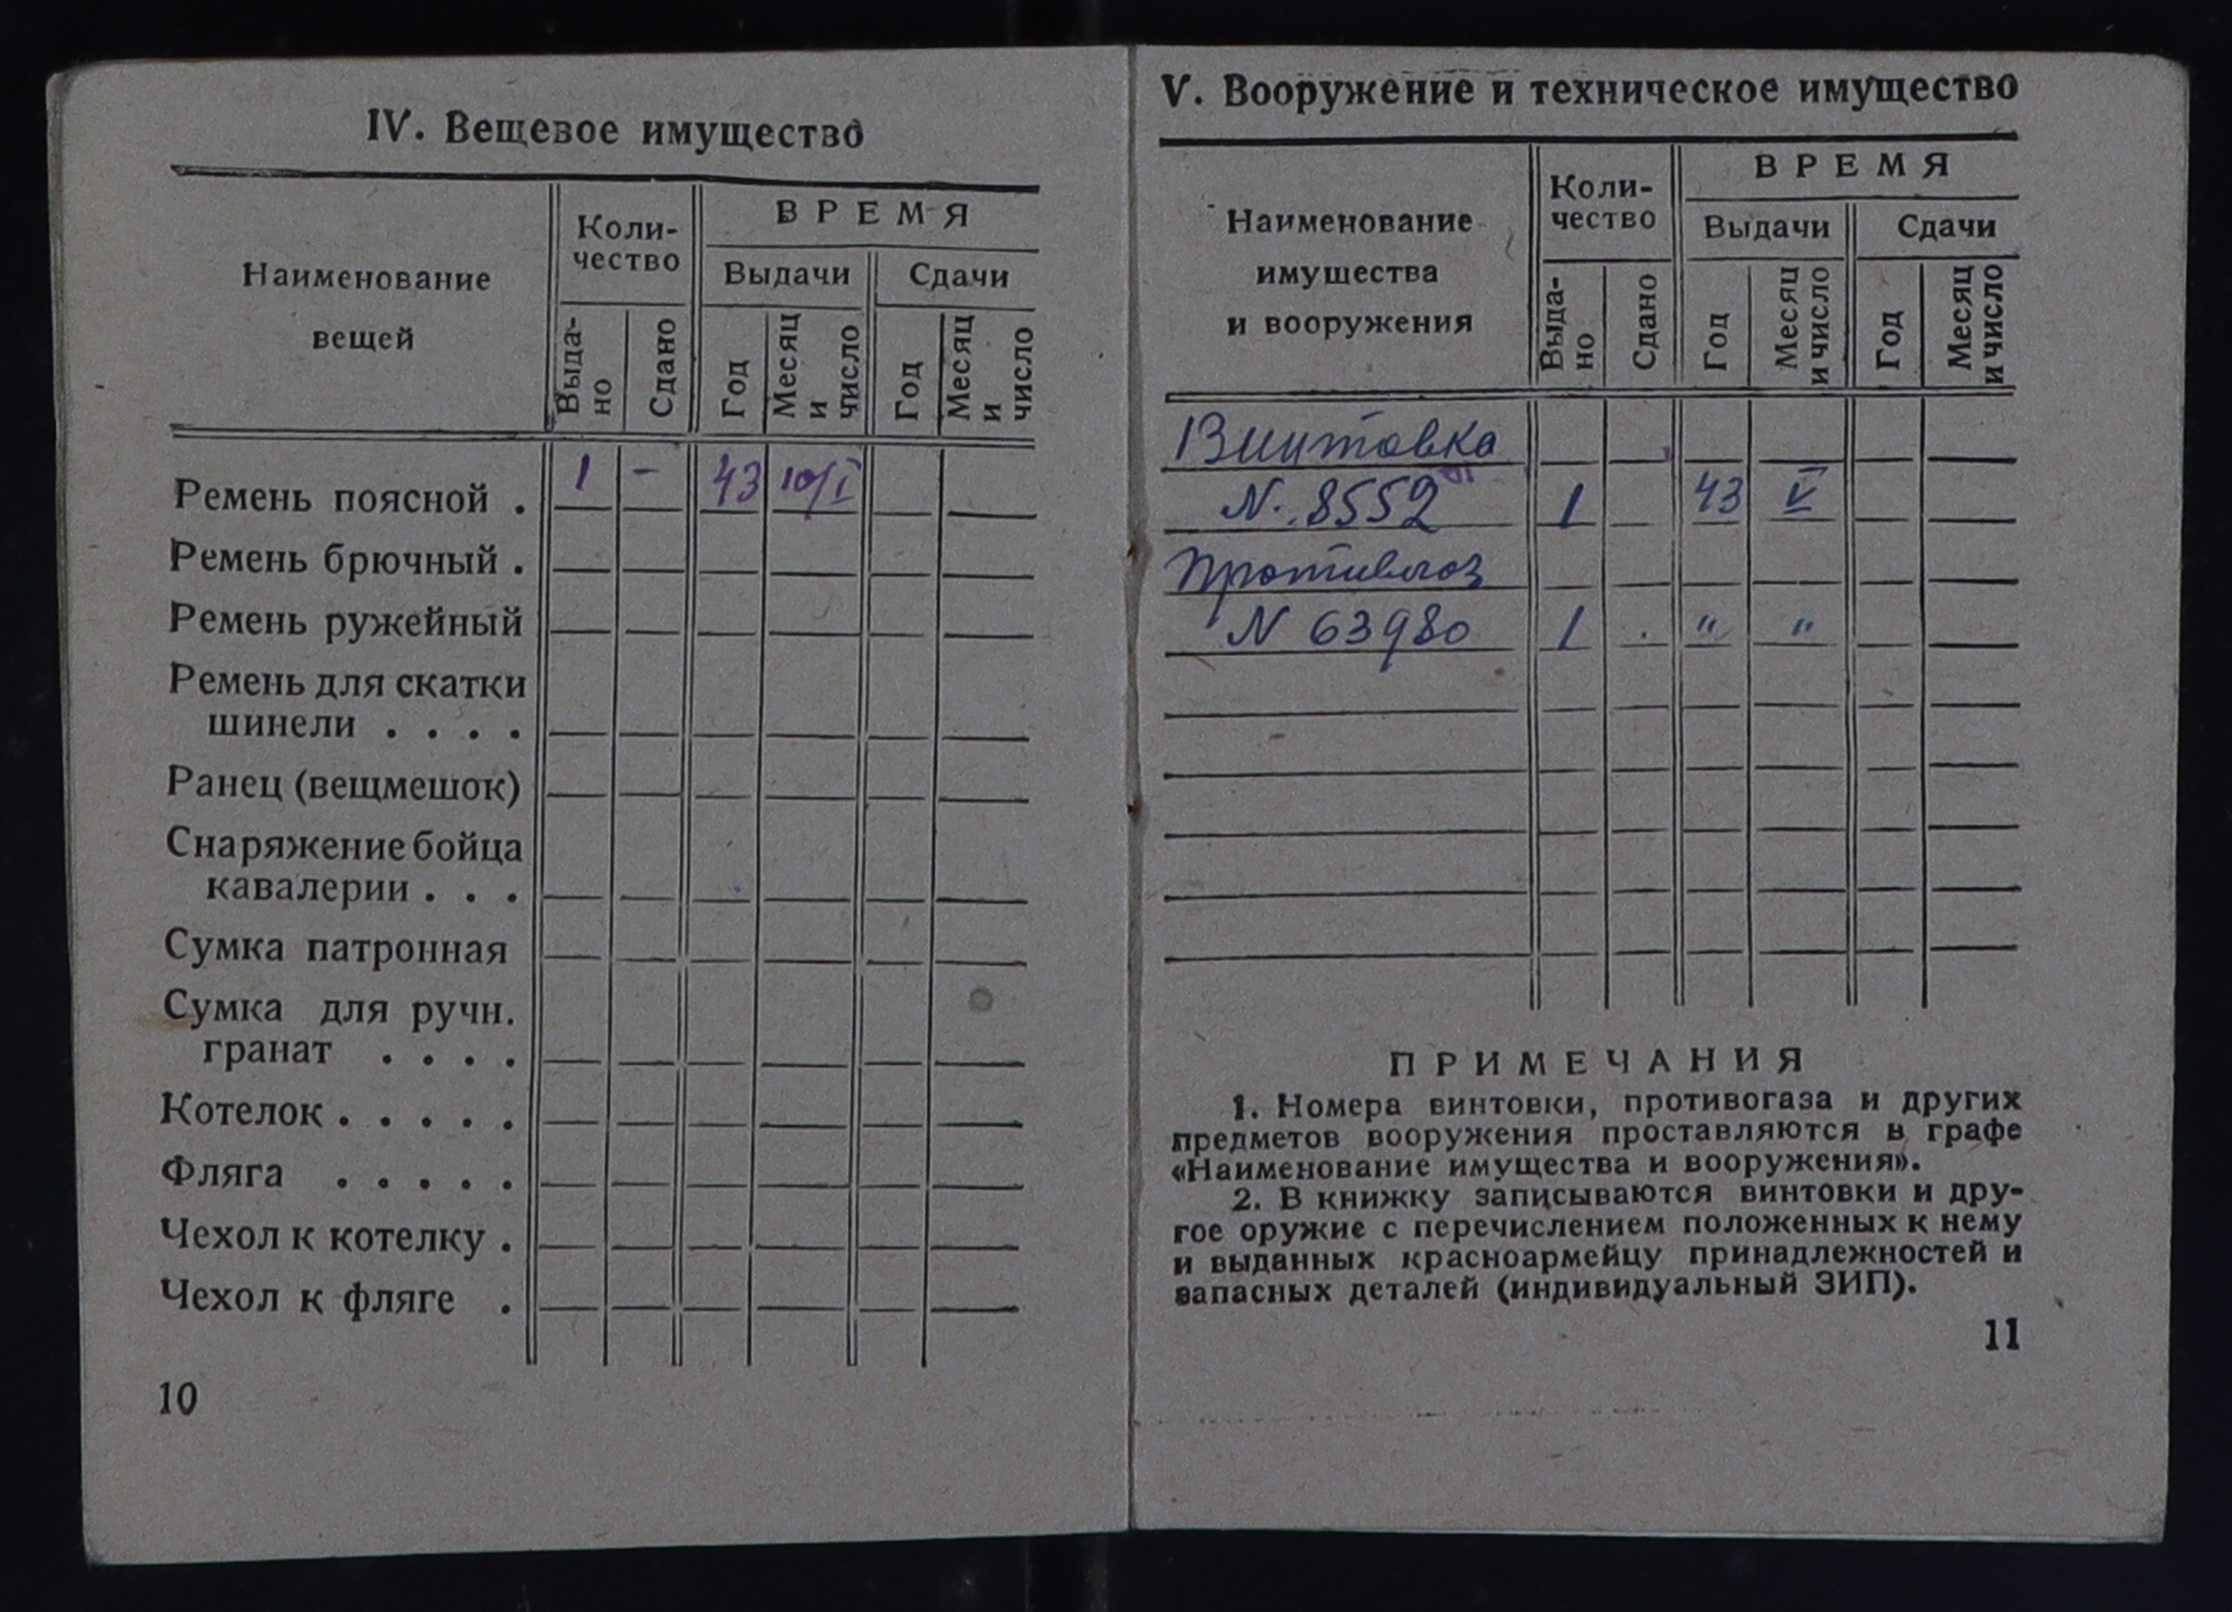 IV. Вещевое имущество
Наименование
вещей
Коли-
чество
ВРЕМЯ
Выдачи
Сдачи
Выда-
но
Сдано
Год
Месяц
и
число
Год
Месяц
и
число
Ремень поясной . 1 – 43 10/I
Ремень брючный .
Ремень ружейный
Ремень для скатки
шинели . . . .
Ранец (вещмешок)
Снаряжение бойца
кавалерии . . .
Сумка патронная
Сумка для ручн.
гранат . . . .
Котелок . . . . .
Фляга . . . . .
Чехол к котелку .
Чехол к фляге .
10
V. Вооружение и техническое имущество
Наименование
имущества
и вооружения
Коли-
чество
ВРЕМЯ
Выдачи
Сдачи
Выда-
но
Сдано
Год
Месяц
и число
Год
Месяц
и число
Винтовка
N. 8552 1 43 V
Противогаз
N 63980 1 " "
ПРИМЕЧАНИЯ
1. Номера винтовки, противогаза и других
предметов вооружения проставляются в графе
«Наименование имущества и вооружения».
2. В книжку записываются винтовки и дру-
гое оружие с перечислением положенных к нему
и выданных красноармейцу принадлежностей и
запасных деталей (индивидуальный ЗИП).
11